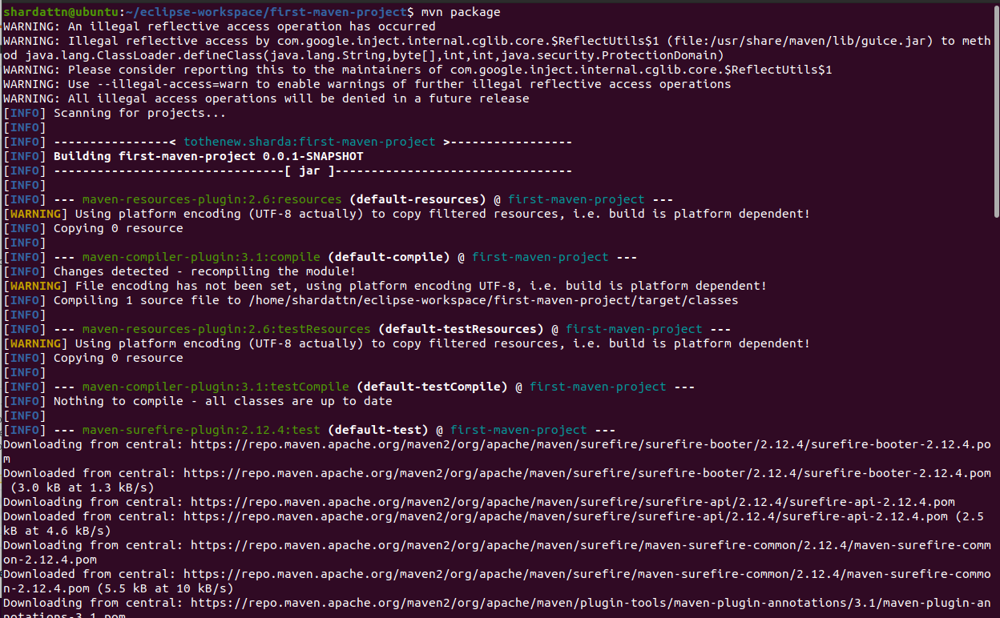 shardattn@ubuntu:~/eclipse-workspace/first-maven-project$ mvn package
WARNING: An illegal reflective access operation has occurred
WARNING: Illegal reflective access by com.google.inject.internal.cglib.core.$ReflectUtils$1 (file:/usr/share/maven/lib/guice.jar) to meth
od java.lang.ClassLoader.defineClass(java.lang.String,byte[],int,int,java.security.ProtectionDomain)
WARNING: Please consider reporting this to the maintainers of com.google.inject.internal.cglib.core.$ReflectUtils$1
WARNING: Use --illegal-access=warn to enable warnings of further illegal reflective access operations
WARNING: All illegal access operations will be denied in a future release
[INFO] Scanning for projects...
[INFO]
[INFO] ----------------< tothenew.sharda:first-maven-project >-----------------
[INFO] Building first-maven-project 0.0.1-SNAPSHOT
[INFO] --------------------------------[ jar ]---------------------------------
[INFO]
[INFO] --- maven-resources-plugin:2.6:resources (default-resources) @ first-maven-project ---
[WARNING] Using platform encoding (UTF-8 actually) to copy filtered resources, i.e. build is platform dependent!
[INFO] Copying 0 resource
[INFO]
[INFO] --- maven-compiler-plugin:3.1:compile (default-compile) @ first-maven-project ---
[INFO] Changes detected - recompiling the module!
[WARNING] File encoding has not been set, using platform encoding UTF-8, i.e. build is platform dependent!
[INFO] Compiling 1 source file to /home/shardattn/eclipse-workspace/first-maven-project/target/classes
[INFO]
[INFO] --- maven-resources-plugin:2.6:testResources (default-testResources) @ first-maven-project ---
[WARNING] Using platform encoding (UTF-8 actually) to copy filtered resources, i.e. build is platform dependent!
[INFO] Copying 0 resource
[INFO]
[INFO] --- maven-compiler-plugin:3.1:testCompile (default-testCompile) @ first-maven-project ---
[INFO] Nothing to compile - all classes are up to date
[INFO]
[INFO] --- maven-surefire-plugin:2.12.4:test (default-test) @ first-maven-project ---
Downloading from central: https://repo.maven.apache.org/maven2/org/apache/maven/surefire/surefire-booter/2.12.4/surefire-booter-2.12.4.po
m
Downloaded from central: https://repo.maven.apache.org/maven2/org/apache/maven/surefire/surefire-booter/2.12.4/surefire-booter-2.12.4.pom
 (3.0 kB at 1.3 kB/s)
Downloading from central: https://repo.maven.apache.org/maven2/org/apache/maven/surefire/surefire-api/2.12.4/surefire-api-2.12.4.pom
Downloaded from central: https://repo.maven.apache.org/maven2/org/apache/maven/surefire/surefire-api/2.12.4/surefire-api-2.12.4.pom (2.5
kB at 4.6 kB/s)
Downloading from central: https://repo.maven.apache.org/maven2/org/apache/maven/surefire/maven-surefire-common/2.12.4/maven-surefire-comm
on-2.12.4.pom
Downloaded from central: https://repo.maven.apache.org/maven2/org/apache/maven/surefire/maven-surefire-common/2.12.4/maven-surefire-commo
n-2.12.4.pom (5.5 kB at 10 kB/s)
Downloading from central: https://repo.maven.apache.org/maven2/org/apache/maven/plugin-tools/maven-plugin-annotations/3.1/maven-plugin-an
notations-3.1.pom